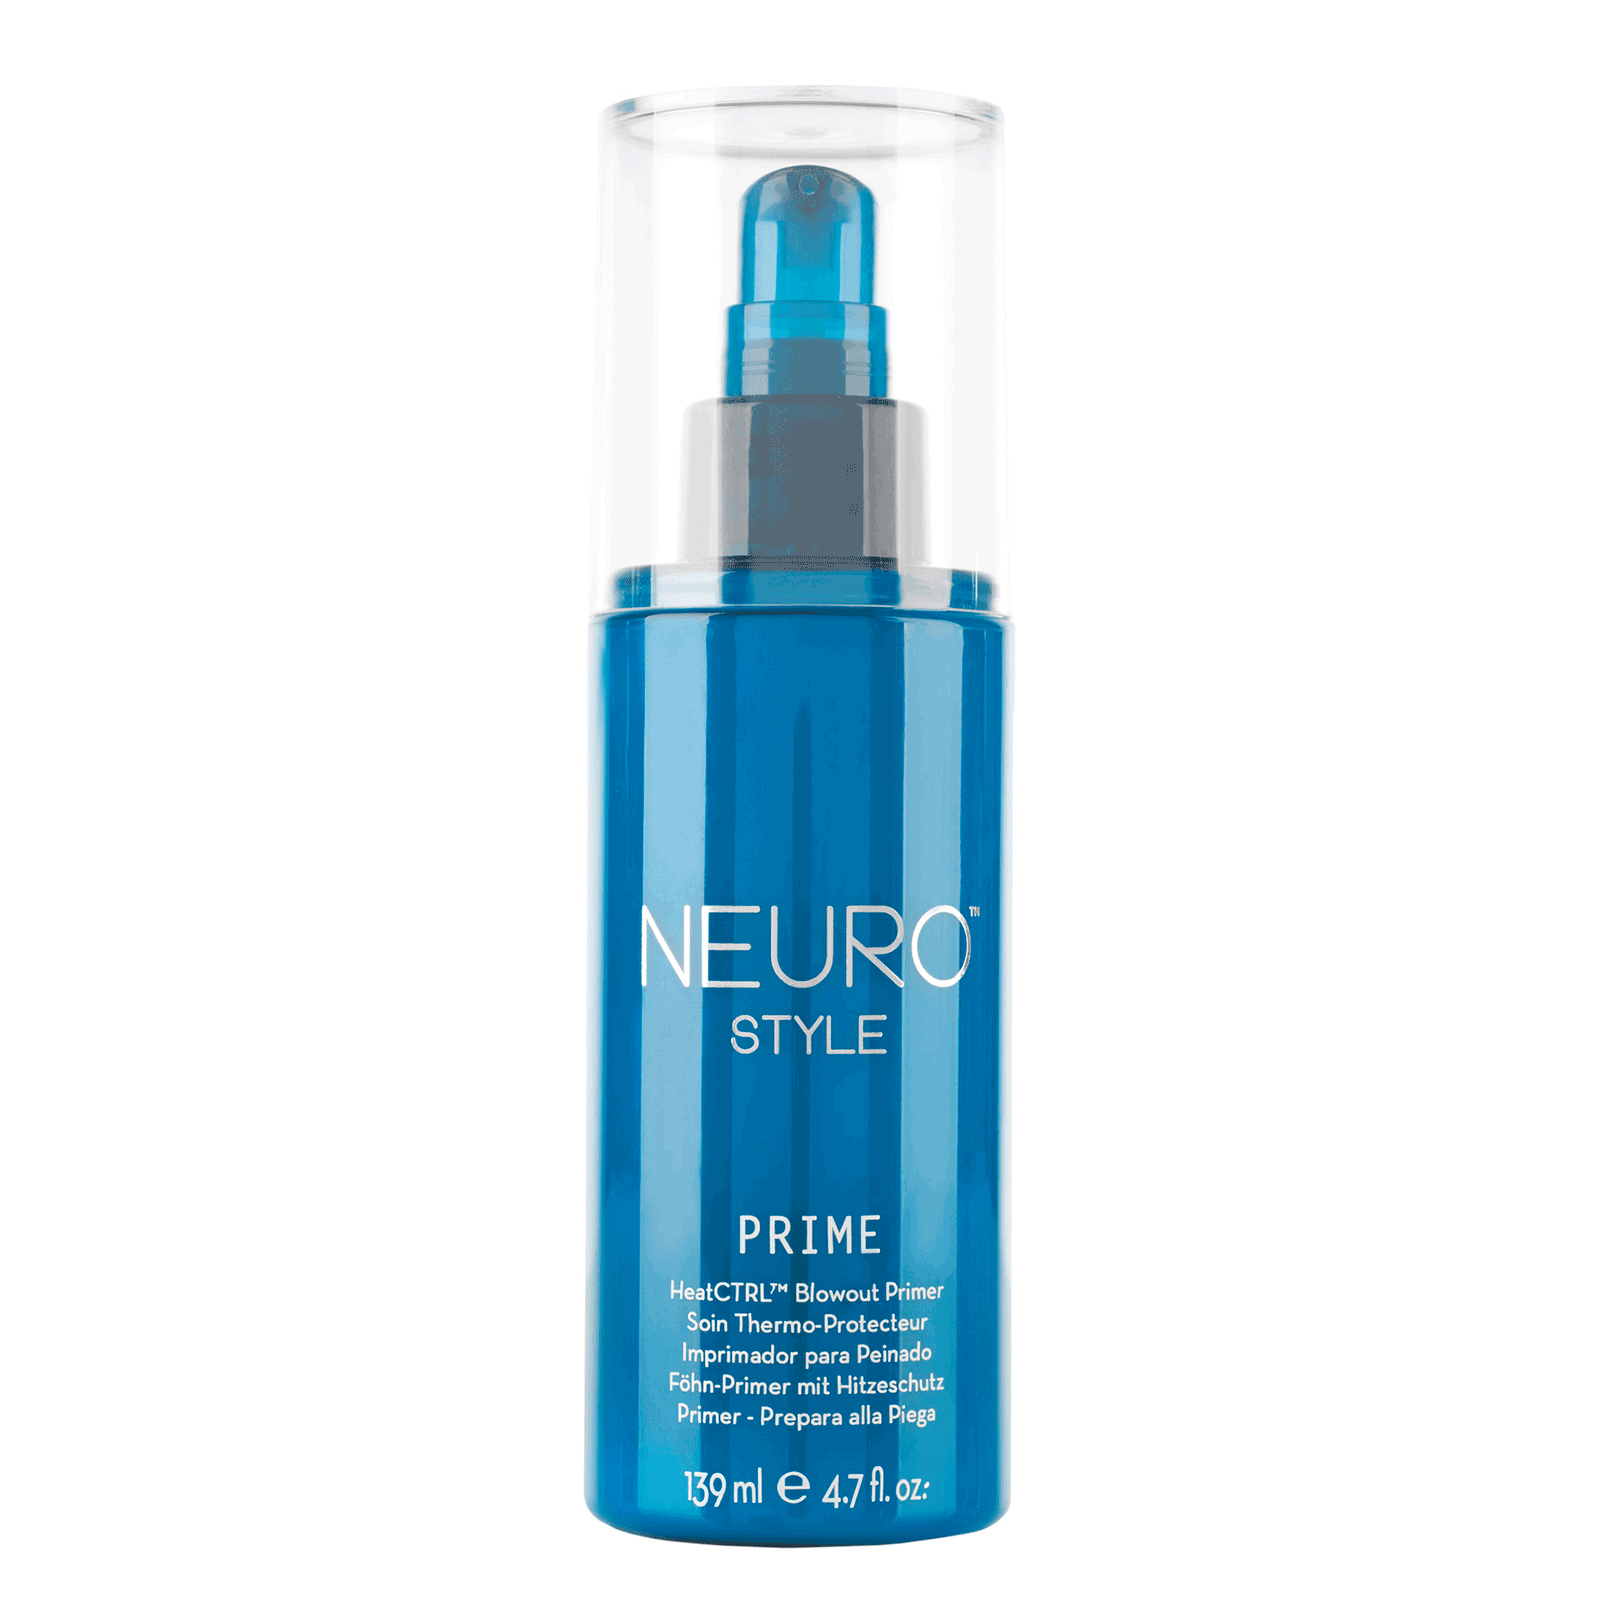 NEURO™
STYLE
PRIME
HeatCTRL™ Blowout Primer
Soin Thermo-Protecteur
Imprimador para Peinado
Föhn-Primer mit Hitzeschutz
Primer - Prepara alla Piega
139 ml ℮ 4.7 fl. oz.